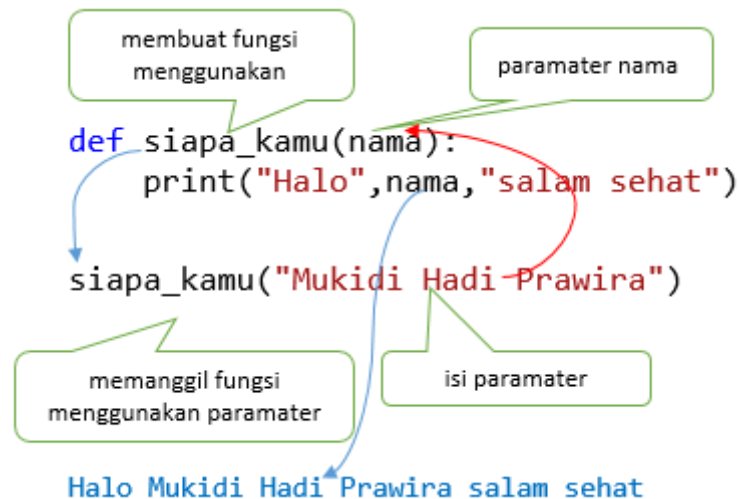 membuat fungsi
menggunakan
paramater nama
def siapa_kamu(nama):
print("Halo",nama,"salam sehat")
siapa_kamu("Mukidi Hadi Prawira")
memanggil fungsi
menggunakan paramater
isi paramater
Halo Mukidi Hadi Prawira salam sehat